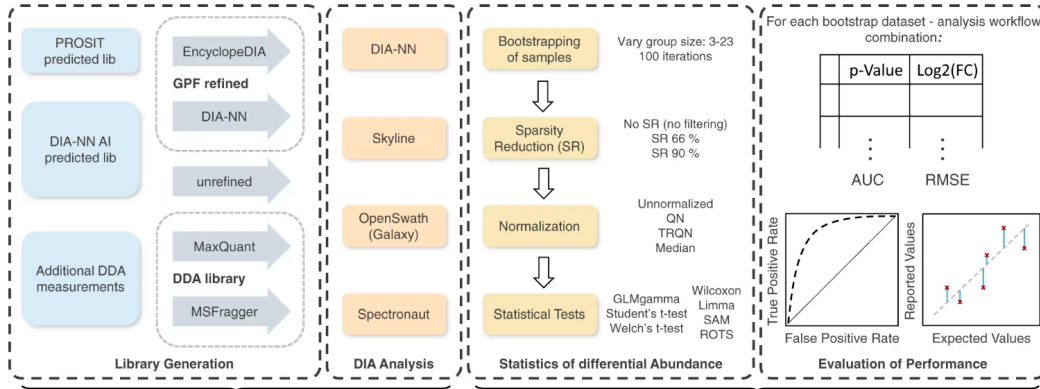 PROSIT
predicted lib
DIA-NN AI
predicted lib
Additional DDA
measurements
EncyclopeDIA
GPF refined
DIA-NN
unrefined
MaxQuant
DDA library
MSFragger
Library Generation
DIA-NN
Skyline
OpenSwath
(Galaxy)
Spectronaut
DIA Analysis
Bootstrapping
of samples
Vary group size: 3-23
100 iterations
Sparsity
Reduction (SR)
No SR (no filtering)
SR 66 %
SR 90 %
Normalization
Unnormalized
QN
TRQN
Median
Statistical Tests
GLMgamma
Student's t-test
Welch's t-test
Wilcoxon
Limma
SAM
ROTS
Statistics of differential Abundance
For each bootstrap dataset - analysis workflow
combination:
p-Value Log2(FC)
AUC RMSE
True Positive Rate
False Positive Rate
Reported Values
Expected Values
Evaluation of Performance